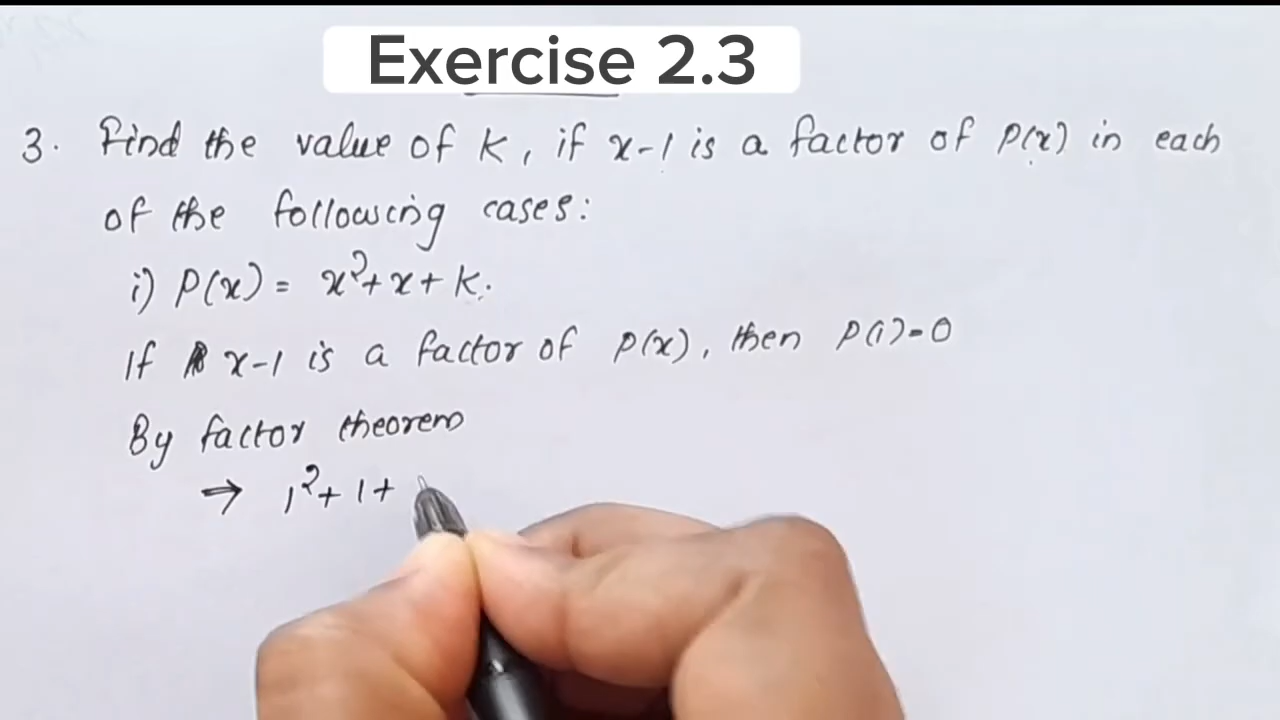 Exercise 2.3
3. Find the value of k, if x-1 is a factor of P(x) in each
of the following cases:
i) P(x) = x²+x+k.
If x-1 is a factor of P(x), then P(1)=0
By factor theorem
⇒ 1²+1+